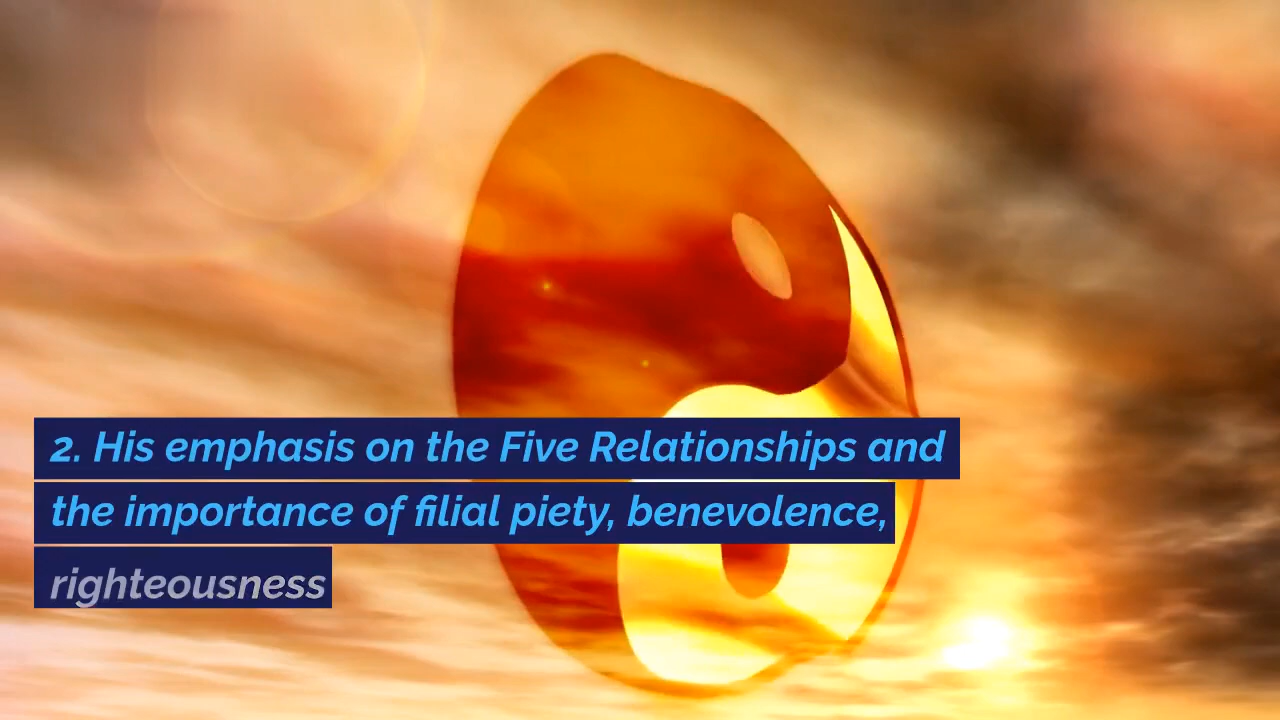 2. His emphasis on the Five Relationships and
the importance of filial piety, benevolence,
righteousness